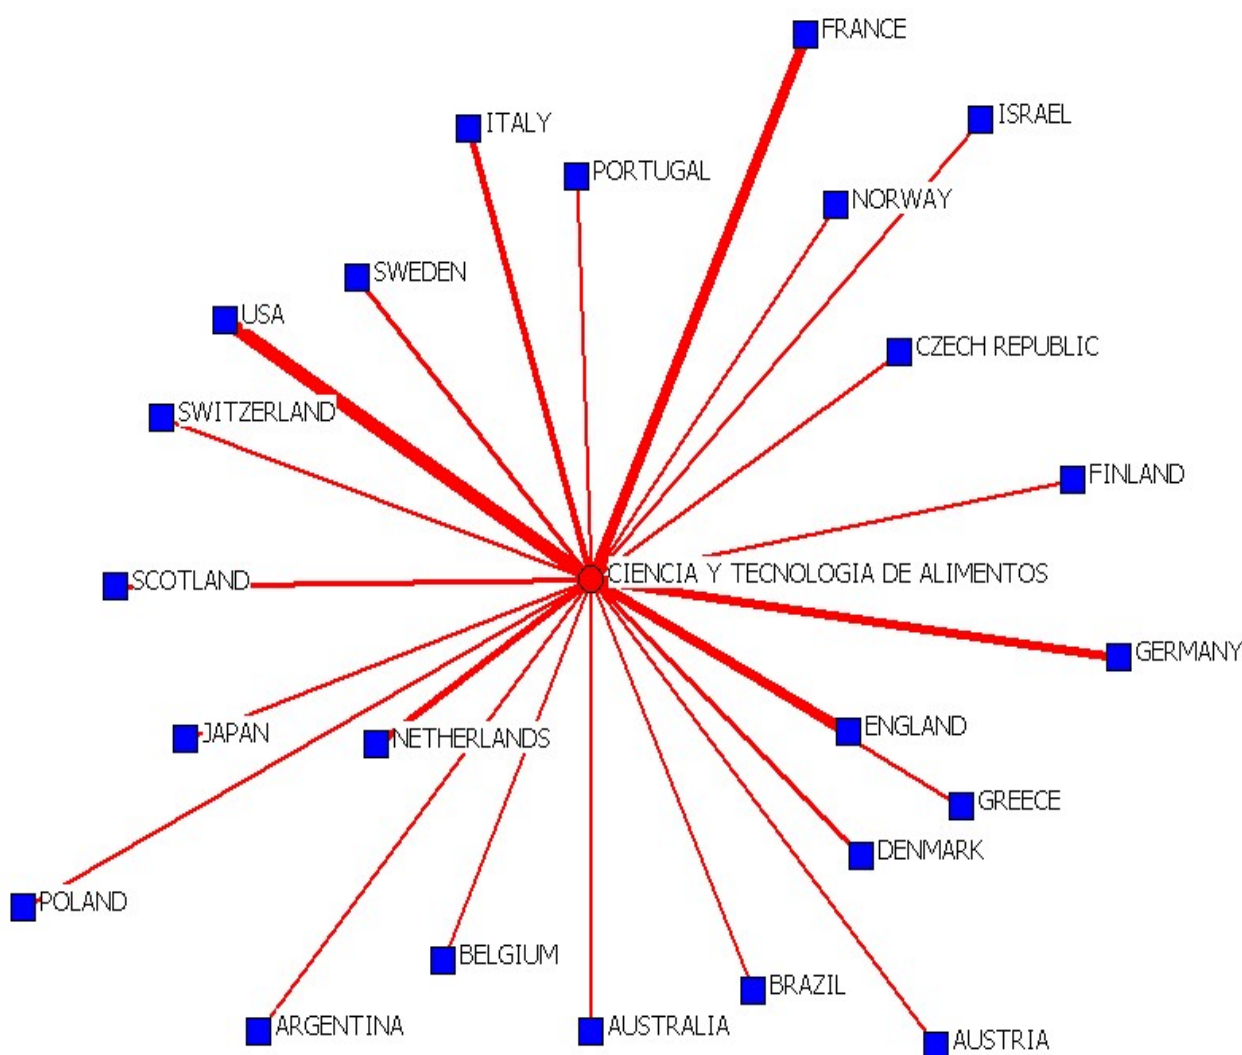 FRANCE
ISRAEL
ITALY
PORTUGAL
NORWAY
SWEDEN
USA
CZECH REPUBLIC
SWITZERLAND
FINLAND
SCOTLAND
CIENCIA Y TECNOLOGIA DE ALIMENTOS
GERMANY
JAPAN
NETHERLANDS
ENGLAND
GREECE
DENMARK
POLAND
BELGIUM
BRAZIL
ARGENTINA
AUSTRALIA
AUSTRIA